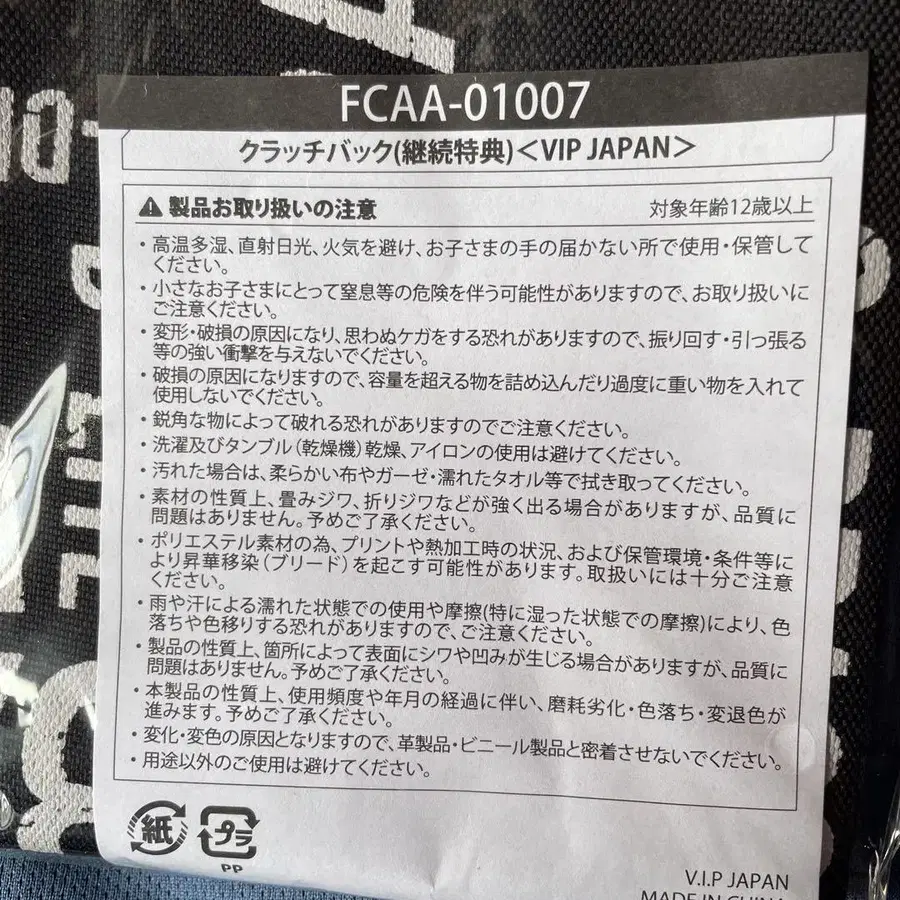 FCAA-01007
クラッチバック(継続特典)<VIP JAPAN>
⚠製品お取り扱いの注意 対象年齢12歳以上
・高温多湿、直射日光、火気を避け、お子さまの手の届かない所で使用・保管して
ください。
・小さなお子さまにとって窒息等の危険を伴う可能性がありますので、お取り扱いに
ご注意ください。
・変形・破損の原因になり、思わぬケガをする恐れがありますので、振り回す・引っ張る
等の強い衝撃を与えないでください。
・破損の原因になりますので、容量を超える物を詰め込んだり過度に重い物を入れて
使用しないでください。
・鋭角な物によって破れる恐れがありますのでご注意ください。
・洗濯及びタンブル(乾燥機)乾燥、アイロンの使用は避けてください。
・汚れた場合は、柔らかい布やガーゼ・濡れたタオル等で拭き取ってください。
・素材の性質上、畳みジワ、折りジワなどが強く出る場合がありますが、品質に
問題はありません。予めご了承ください。
・ポリエステル素材の為、プリントや熱加工時の状況、および保管環境・条件等に
より昇華移染(ブリード)を起こす可能性があります。取扱いには十分ご注意
ください。
・雨や汗による濡れた状態での使用や摩擦(特に湿った状態での摩擦)により、色
落ちや色移りする恐れがありますので、ご注意ください。
・製品の性質上、箇所によって表面にシワや凹みが生じる場合がありますが、品質に
問題はありません。予めご了承ください。
・本製品の性質上、使用頻度や年月の経過に伴い、磨耗劣化・色落ち・変退色が
進みます。予めご了承ください。
・変化・変色の原因となりますので、革製品・ビニール製品と密着させないでください。
・用途以外のご使用は避けてください。
紙
プラ
PP
V.I.P JAPAN
MADE IN CHINA